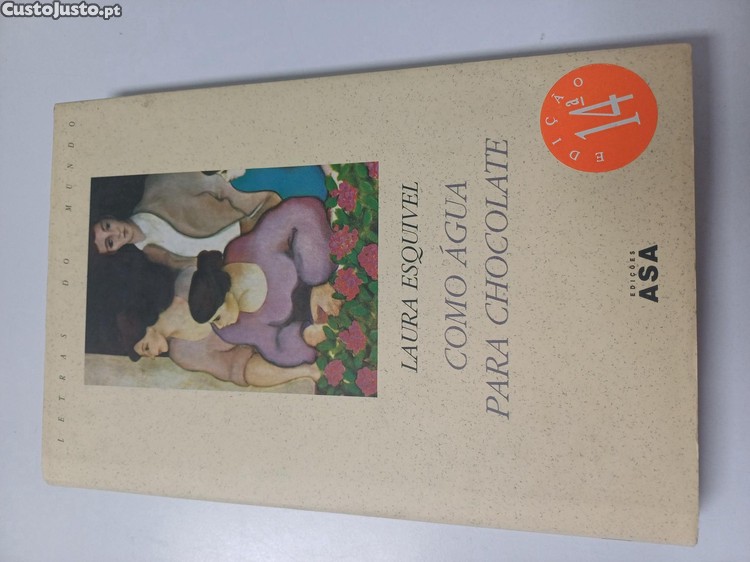 CustoJusto.pt
LETRAS DO MUNDO
LAURA ESQUIVEL
COMO ÁGUA
PARA CHOCOLATE
14ª
EDIÇÃO
EDIÇÕES
ASA